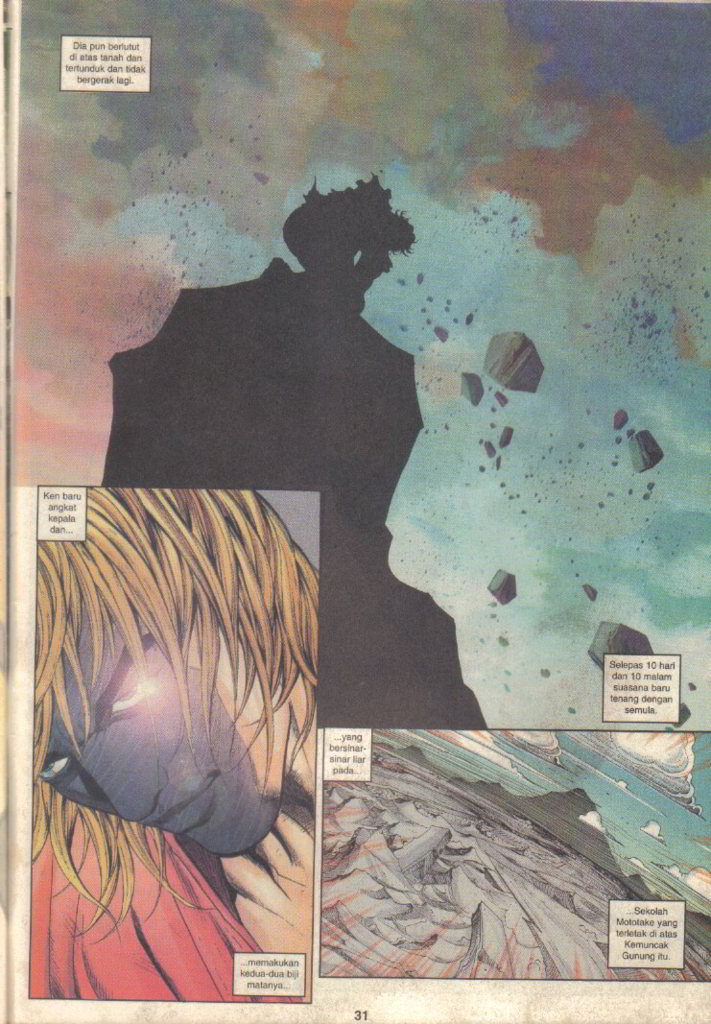 Dia pun berlutut
di atas tanah dan
tertunduk dan tidak
bergerak lagi.
Selepas 10 hari
dan 10 malam
suasana baru
tenang dengan
semula.
Ken baru
angkat
kepala
dan...
...memakukan
kedua-dua biji
matanya...
...yang
bersinar-
sinar liar
pada...
...Sekolah
Mototake yang
terletak di atas
Kemuncak
Gunung itu.
31